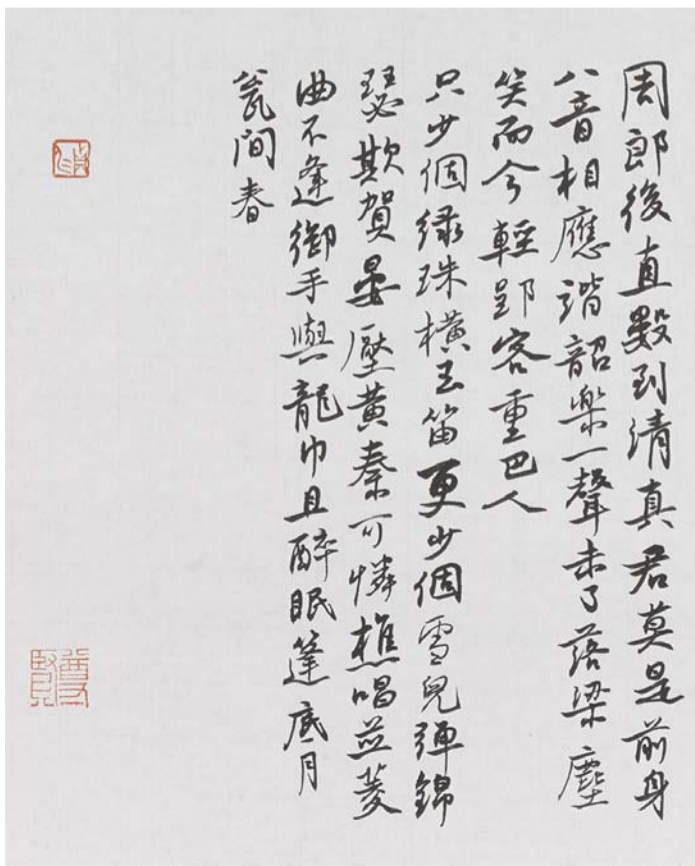 周郎後直數到清真君莫是前身
八音相應諧韶樂一聲未了落梁塵
笑而今輕郢客重巴人
只少個綠珠橫玉笛更少個雪兒彈錦
瑟欺賀晏壓黃秦可憐樵唱並菱
曲不逢御手與龍巾且醉眠篷底月
甕間春